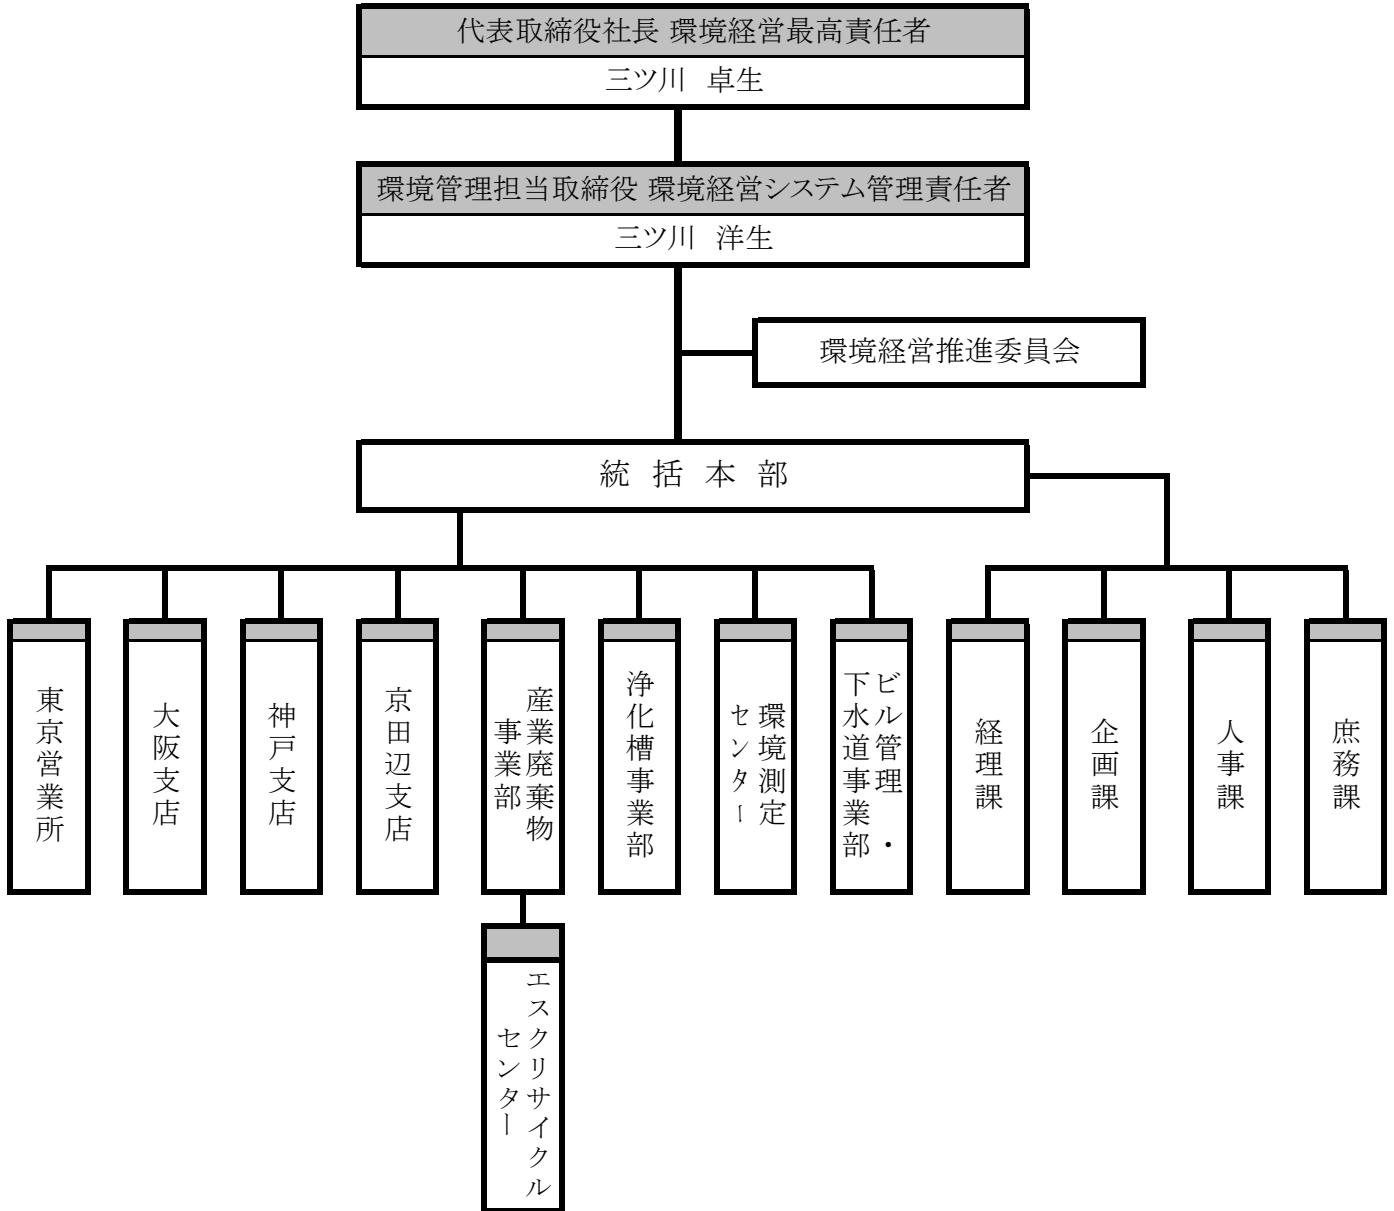 代表取締役社長 環境経営最高責任者
三ツ川 卓生
環境管理担当取締役 環境経営システム管理責任者
三ツ川 洋生
環境経営推進委員会
統括本部
東京営業所
大阪支店
神戸支店
京田辺支店
産業廃棄物
事業部
浄化槽事業部
環境測定
センター
ビル管理・
下水道事業部
経理課
企画課
人事課
庶務課
エスクリサイクル
センター